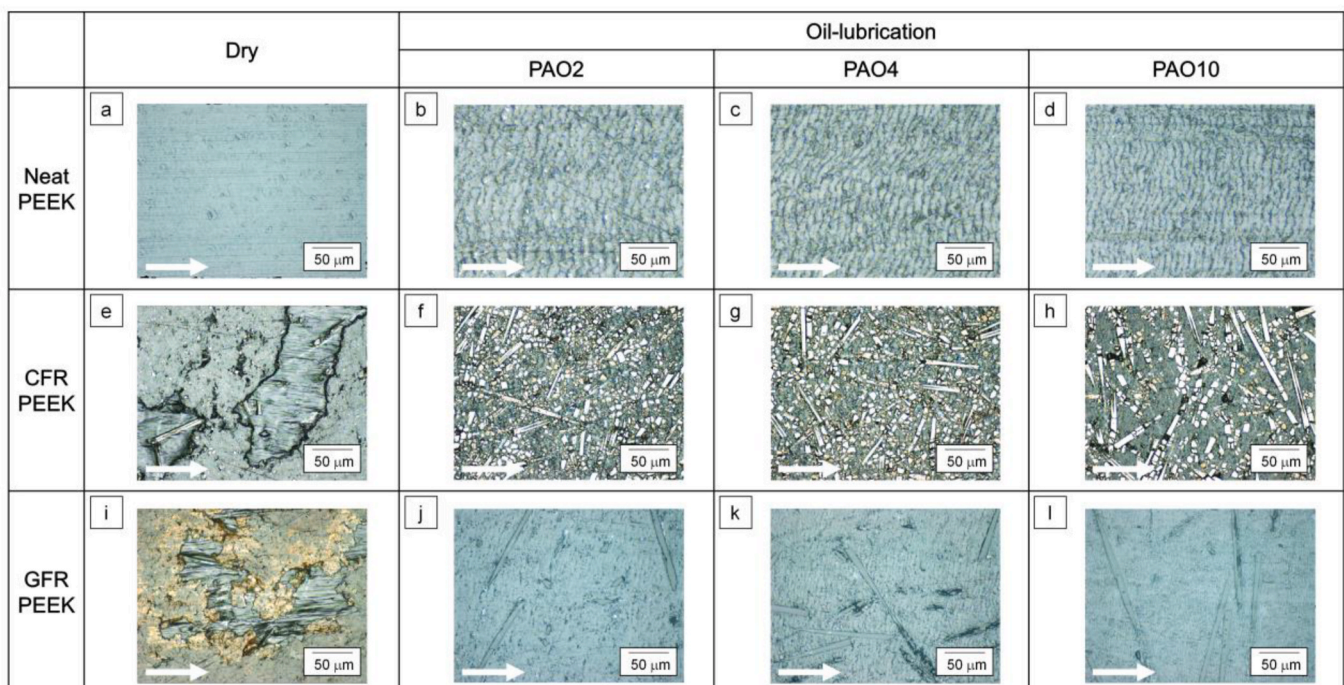 Dry
Oil-lubrication
PAO2
PAO4
PAO10
Neat
PEEK
a
50 μm
b
50 μm
c
50 μm
d
50 μm
CFR
PEEK
e
50 μm
f
50 μm
g
50 μm
h
50 μm
GFR
PEEK
i
50 μm
j
50 μm
k
50 μm
l
50 μm